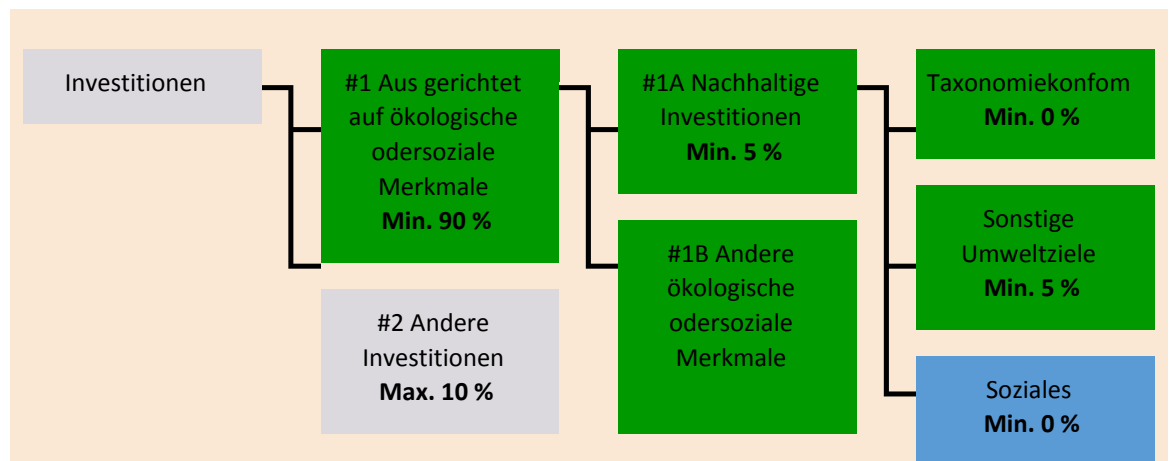 Investitionen
#1 Aus gerichtet
auf ökologische
odersoziale
Merkmale
Min. 90 %
#2 Andere
Investitionen
Max. 10 %
#1A Nachhaltige
Investitionen
Min. 5 %
#1B Andere
ökologische
odersoziale
Merkmale
Taxonomiekonfom
Min. 0 %
Sonstige
Umweltziele
Min. 5 %
Soziales
Min. 0 %